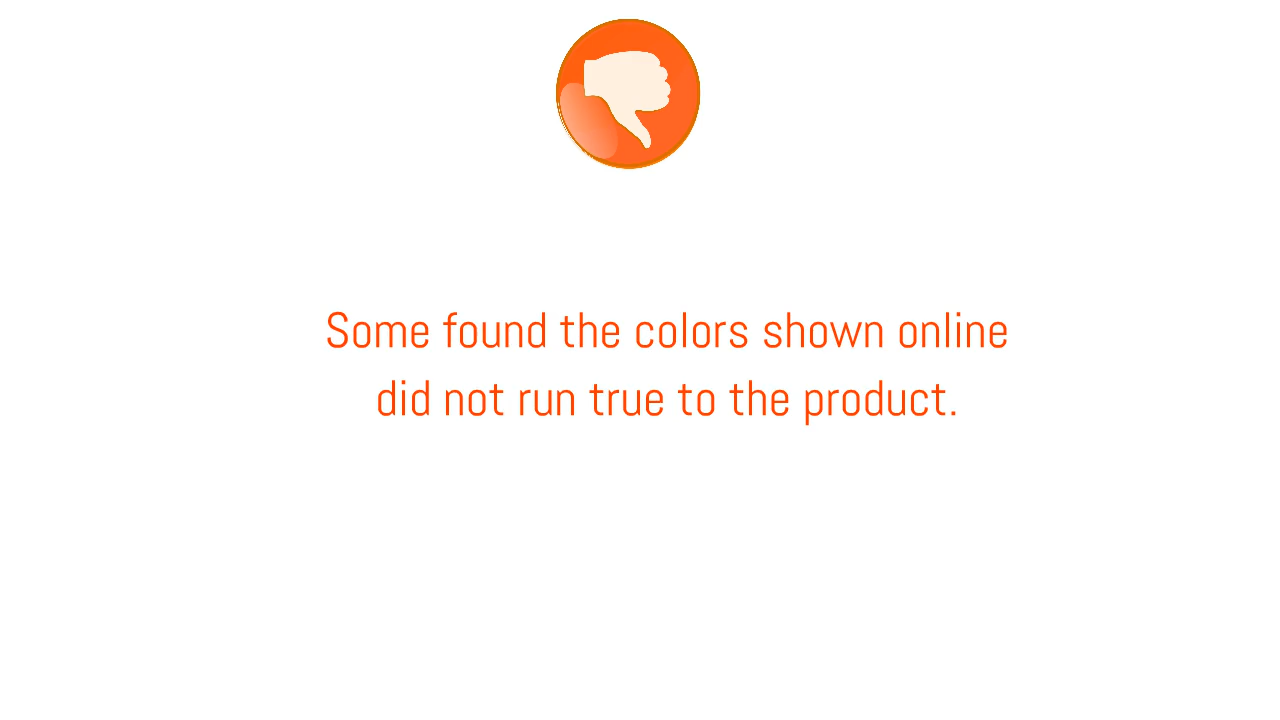 Some found the colors shown online
did not run true to the product.